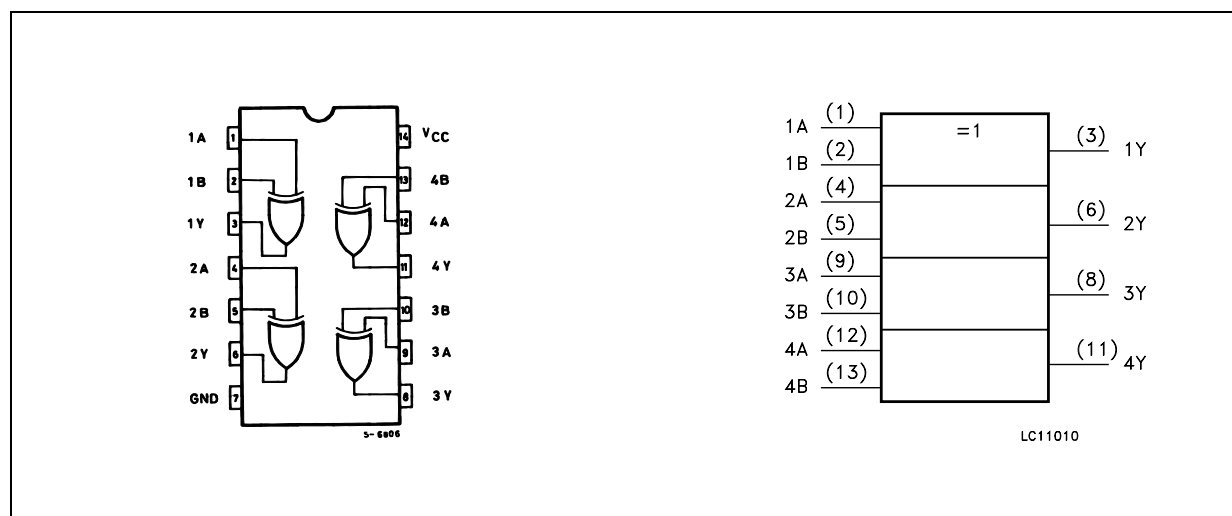 1A 1 14 VCC
1B 2 13 4B
1Y 3 12 4A
2A 4 11 4Y
2B 5 10 3B
2Y 6 9 3A
GND 7 8 3Y
S-6806
1A (1) =1 (3) 1Y
1B (2)
2A (4) (6) 2Y
2B (5)
3A (9) (8) 3Y
3B (10)
4A (12) (11) 4Y
4B (13)
LC11010